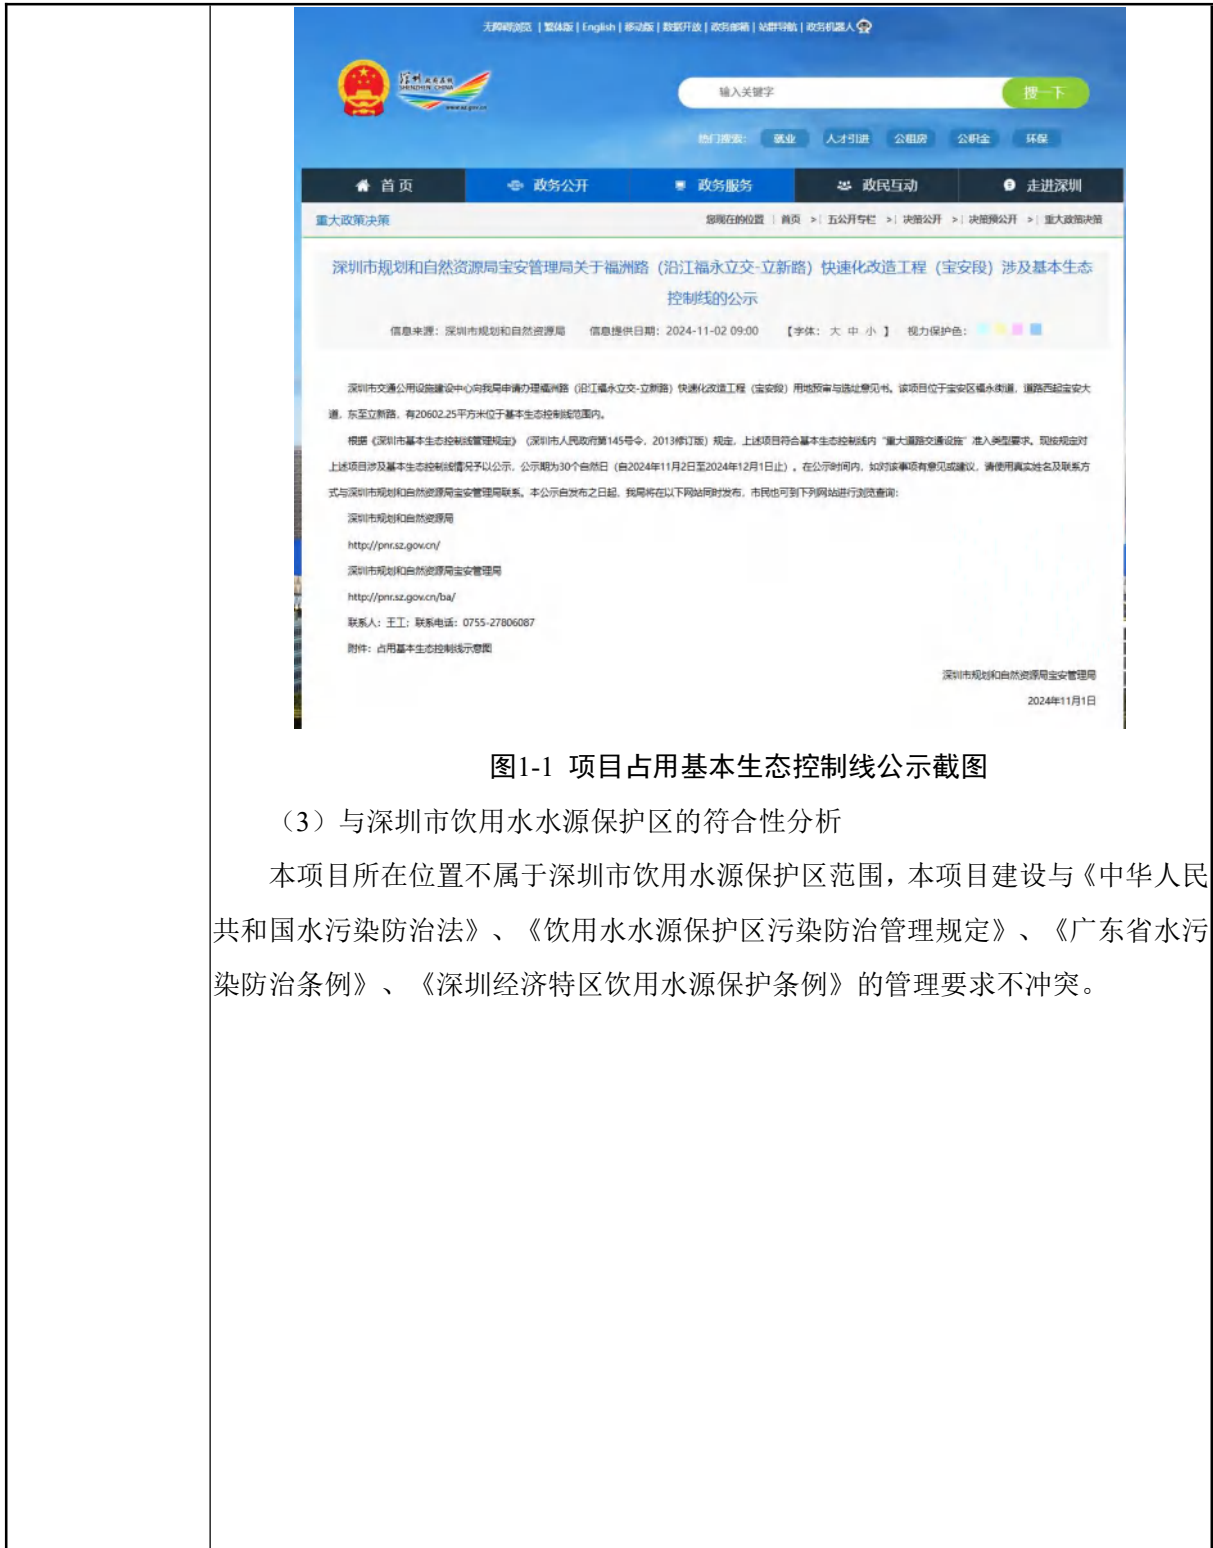 无障碍浏览 | 繁体版 | English | 移动版 | 数据开放 | 政务邮箱 | 站群导航 | 政务机器人
深圳政府在线
SHENZHEN CHINA
www.sz.gov.cn
输入关键字
搜一下
热门搜索： 就业 人才引进 公租房 公积金 环保
首页 政务公开 政务服务 政民互动 走进深圳
重大政策决策
您现在的位置 | 首页 >| 五公开专栏 >| 决策公开 >| 决策预公开 >| 重大政策决策
深圳市规划和自然资源局宝安管理局关于福洲路（沿江福永立交-立新路）快速化改造工程（宝安段）涉及基本生态
控制线的公示
信息来源：深圳市规划和自然资源局 信息提供日期：2024-11-02 09:00 【字体：大 中 小 】 视力保护色：
深圳市交通公用设施建设中心向我局申请办理福洲路（沿江福永立交-立新路）快速化改造工程（宝安段）用地预审与选址意见书。该项目位于宝安区福永街道，道路西起宝安大
道，东至立新路，有20602.25平方米位于基本生态控制线范围内。
根据《深圳市基本生态控制线管理规定》（深圳市人民政府第145号令，2013修订版）规定，上述项目符合基本生态控制线内“重大道路交通设施”准入类型要求。现按规定对
上述项目涉及基本生态控制线情况予以公示，公示期为30个自然日（自2024年11月2日至2024年12月1日止）。在公示时间内，如对该事项有意见或建议，请使用真实姓名及联系方
式与深圳市规划和自然资源局宝安管理局联系。本公示自发布之日起，我局将在以下网站同时发布，市民也可到下列网站进行浏览查询：
深圳市规划和自然资源局
http://pnr.sz.gov.cn/
深圳市规划和自然资源局宝安管理局
http://pnr.sz.gov.cn/ba/
联系人：王工；联系电话：0755-27806087
附件：占用基本生态控制线示意图
深圳市规划和自然资源局宝安管理局
2024年11月1日
图1-1 项目占用基本生态控制线公示截图
（3）与深圳市饮用水水源保护区的符合性分析
本项目所在位置不属于深圳市饮用水源保护区范围，本项目建设与《中华人民
共和国水污染防治法》、《饮用水水源保护区污染防治管理规定》、《广东省水污
染防治条例》、《深圳经济特区饮用水源保护条例》的管理要求不冲突。